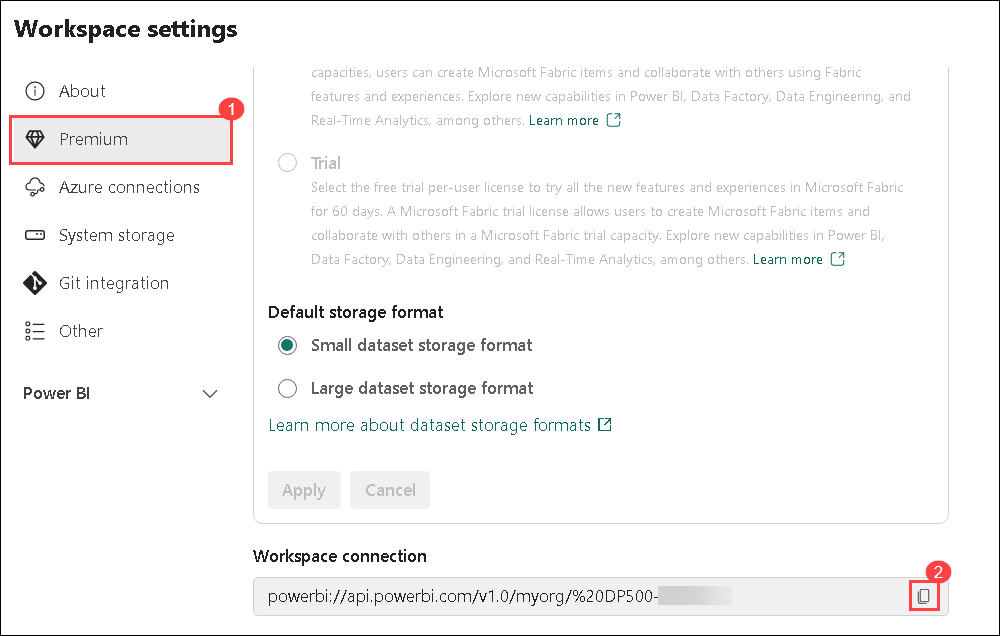 Workspace settings
About
1
Premium
Azure connections
System storage
Git integration
Other
Power BI
capacities, users can create Microsoft Fabric items and collaborate with others using Fabric
features and experiences. Explore new capabilities in Power BI, Data Factory, Data Engineering, and
Real-Time Analytics, among others. Learn more
Trial
Select the free trial per-user license to try all the new features and experiences in Microsoft Fabric
for 60 days. A Microsoft Fabric trial license allows users to create Microsoft Fabric items and
collaborate with others in a Microsoft Fabric trial capacity. Explore new capabilities in Power BI,
Data Factory, Data Engineering, and Real-Time Analytics, among others. Learn more
Default storage format
Small dataset storage format
Large dataset storage format
Learn more about dataset storage formats
Apply Cancel
Workspace connection
2
powerbi://api.powerbi.com/v1.0/myorg/%20DP500-